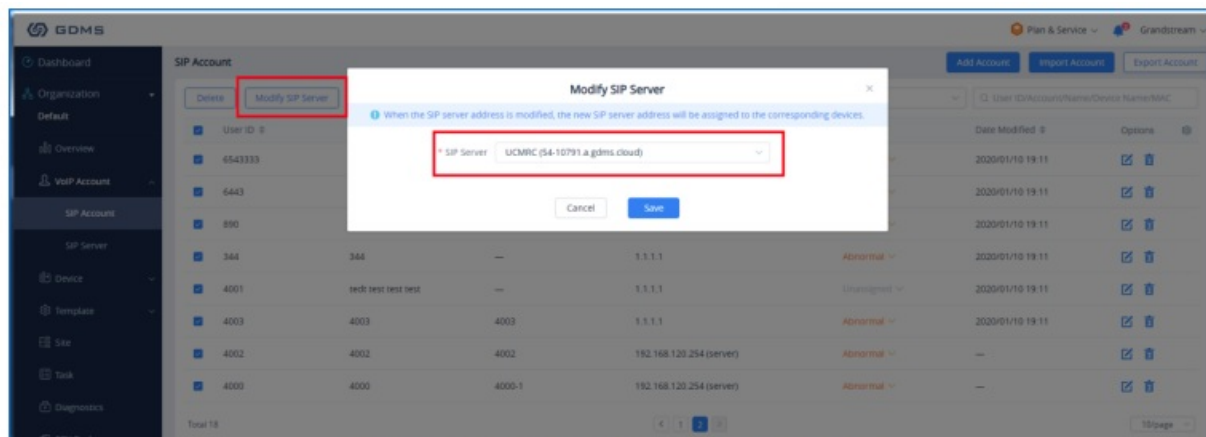 GDMS
Plan & Service
Grandstream
Dashboard
SIP Account
Add Account
Import Account
Export Account
Organization
Default
Delete
Modify SIP Server
Modify SIP Server
When the SIP server address is modified, the new SIP server address will be assigned to the corresponding devices.
* SIP Server UCMRC (54-10791.a.gdms.cloud)
Cancel
Save
Q User ID/Account/Name/Device Name/MAC
User ID
Date Modified
Options
Overview
6543333 2020/01/10 19:11
VoIP Account
6443 2020/01/10 19:11
SIP Account
890 2020/01/10 19:11
SIP Server
344 344 — 1.1.1.1 Abnormal 2020/01/10 19:11
Device
4001 tedt test test test — 1.1.1.1 Unassigned 2020/01/10 19:11
Template
4003 4003 4003 1.1.1.1 Abnormal 2020/01/10 19:11
Site
4002 4002 4002 192.168.120.254 (server) Abnormal —
Task
4000 4000 4000-1 192.168.120.254 (server) Abnormal —
Diagnostics
Total 18
1 2
10/page